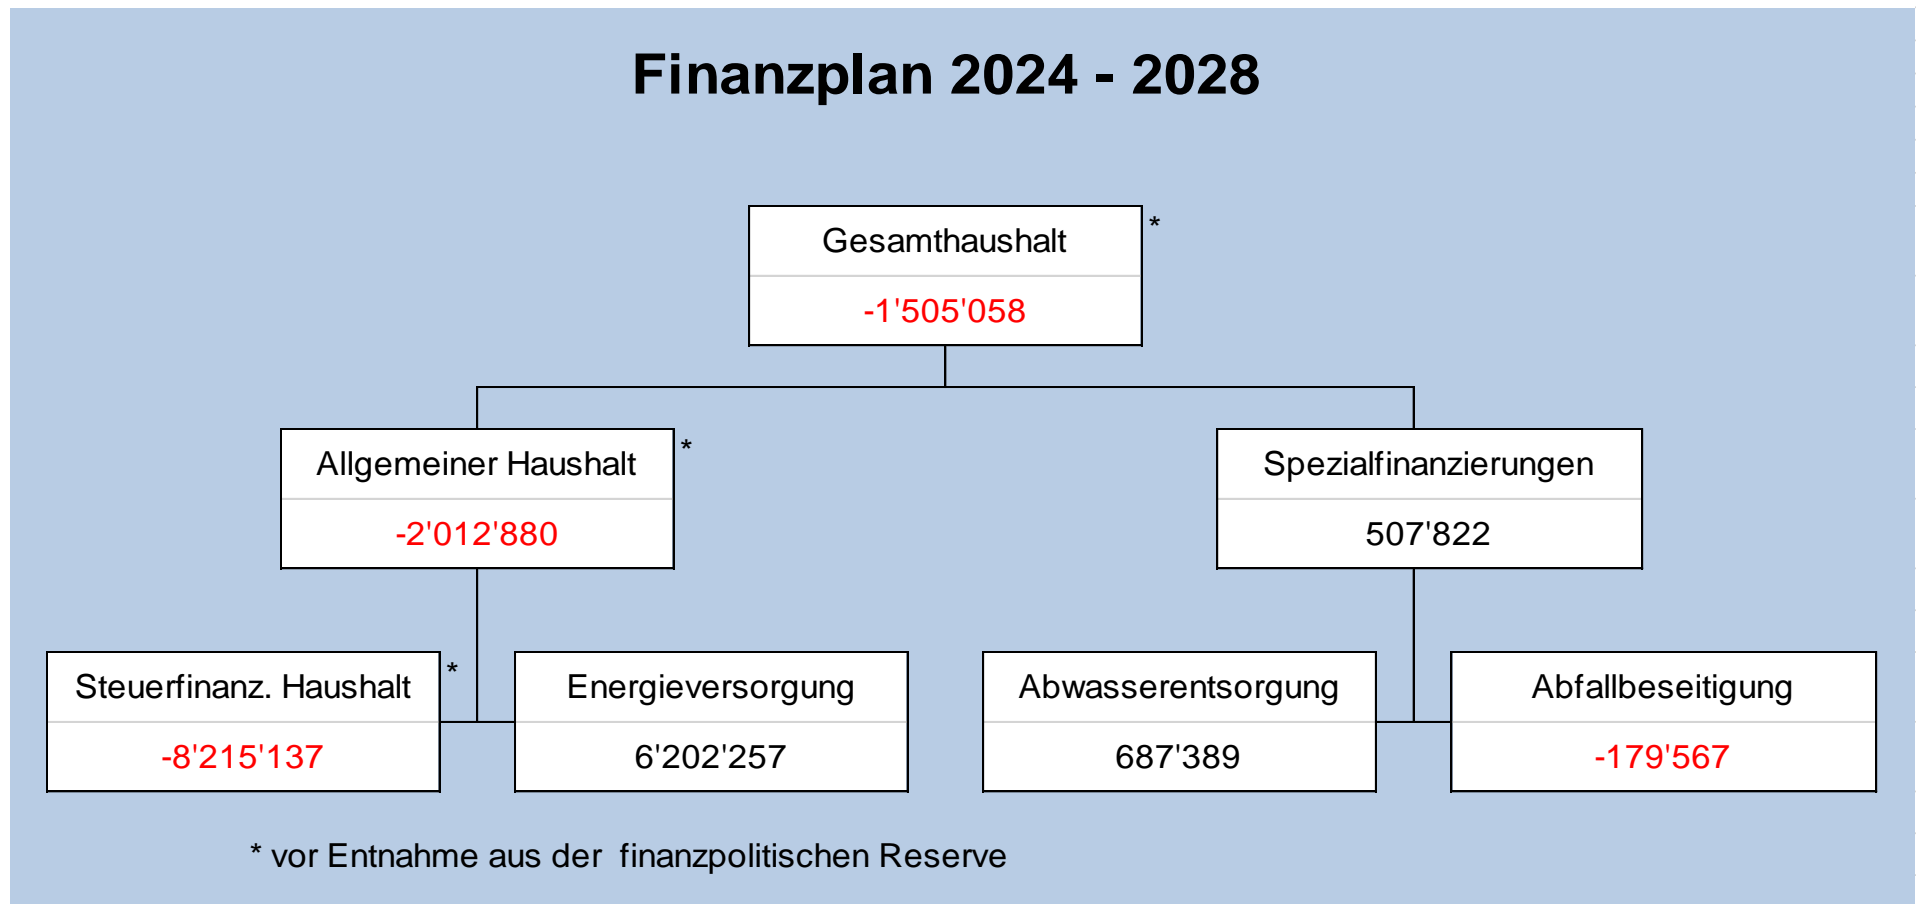 Finanzplan 2024 - 2028
Gesamthaushalt *
-1'505'058
Allgemeiner Haushalt *
-2'012'880
Spezialfinanzierungen
507'822
Steuerfinanz. Haushalt *
-8'215'137
Energieversorgung
6'202'257
Abwasserentsorgung
687'389
Abfallbeseitigung
-179'567
* vor Entnahme aus der  finanzpolitischen Reserve